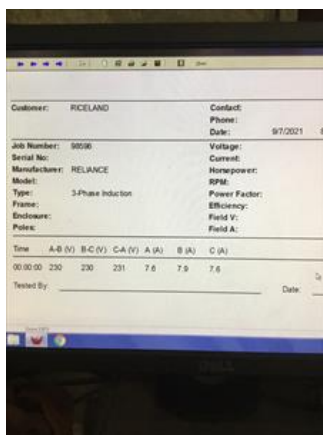 Customer: RICELAND Contact:
Phone:
Date: 9/7/2021
Job Number: 98596 Voltage:
Serial No: Current:
Manufacturer: RELIANCE Horsepower:
Model: RPM:
Type: 3-Phase Induction Power Factor:
Frame: Efficiency:
Enclosure: Field V:
Poles: Field A:
Time A-B (V) B-C (V) C-A (V) A (A) B (A) C (A)
00:00:00 230 230 231 7.6 7.9 7.6
Tested By: Date:
DELL